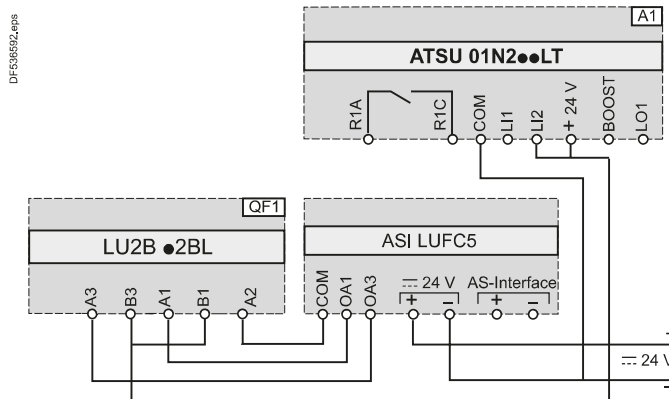 DF536592.eps
A1
ATSU 01N2●●LT
R1A
R1C
COM
LI1
LI2
+ 24 V
BOOST
LO1
QF1
LU2B ●2BL
A3
B3
A1
B1
A2
ASI LUFC5
COM
OA1
OA3
24 V
+ –
AS-Interface
+ –
–
24 V
–